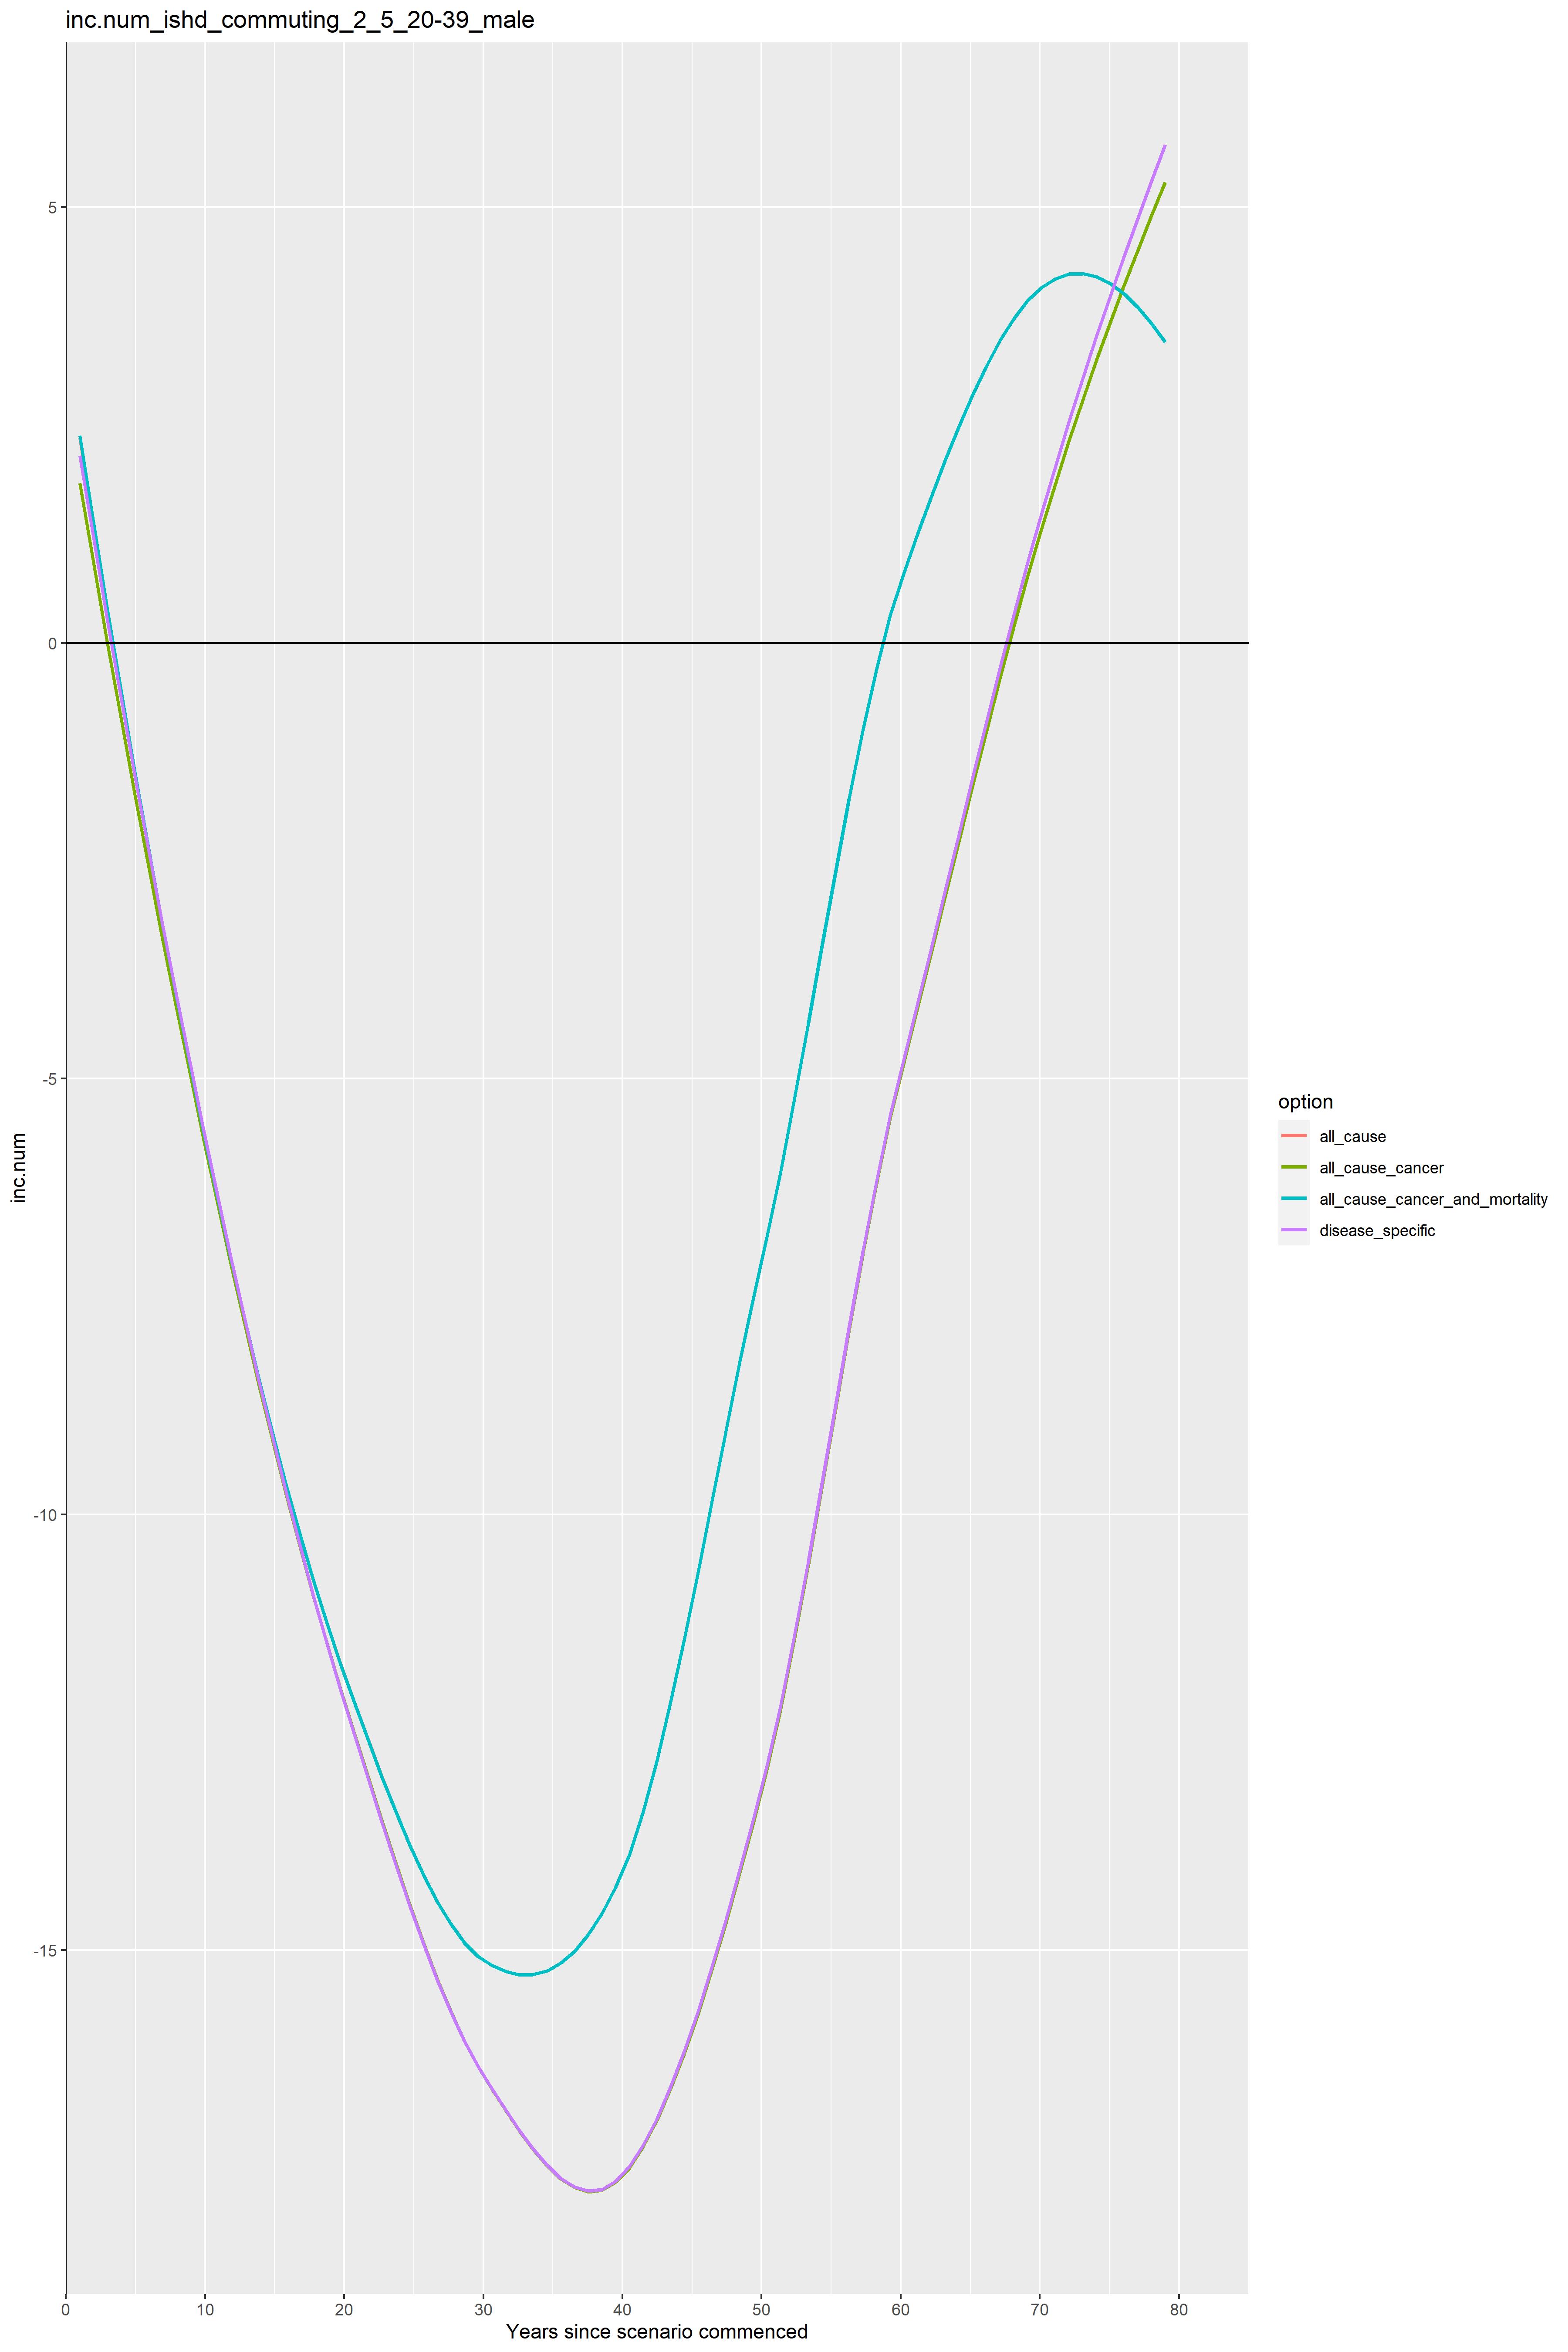 inc.num_ishd_commuting_2_5_20-39_male
5
0
-5
-10
-15
inc.num
0 10 20 30 40 50 60 70 80
Years since scenario commenced
option
all_cause
all_cause_cancer
all_cause_cancer_and_mortality
disease_specific